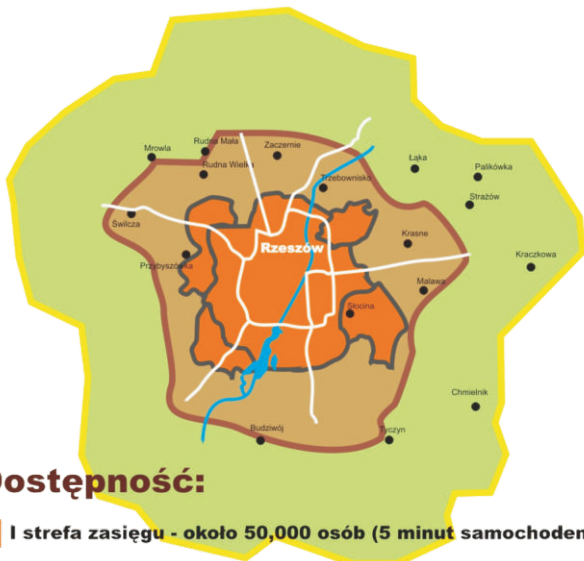 Mrowla
Rudna Mała
Zaczernie
Rudna Wielka
Trzebownisko
Łąka
Palikówka
Strażów
Świlcza
Rzeszów
Krasne
Przybyszówka
Kraczkowa
Malawa
Słocina
Chmielnik
Budziwój
Tyczyn
Dostępność:
I strefa zasięgu - około 50,000 osób (5 minut samochodem